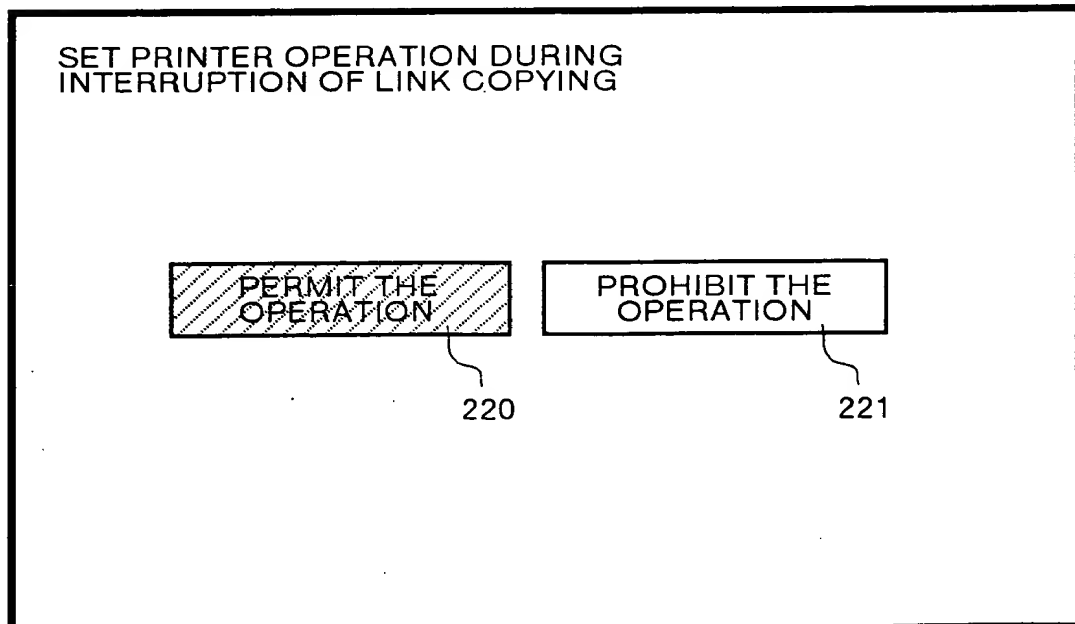 SET PRINTER OPERATION DURING
INTERRUPTION OF LINK COPYING
PERMIT THE
OPERATION
PROHIBIT THE
OPERATION
220
221